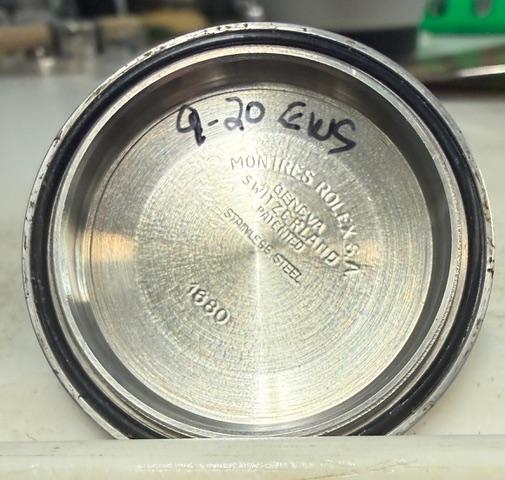 9-20 EWS
MONTRES ROLEX S.A.
GENEVA
SWITZERLAND
PATENTED
STAINLESS STEEL
1680